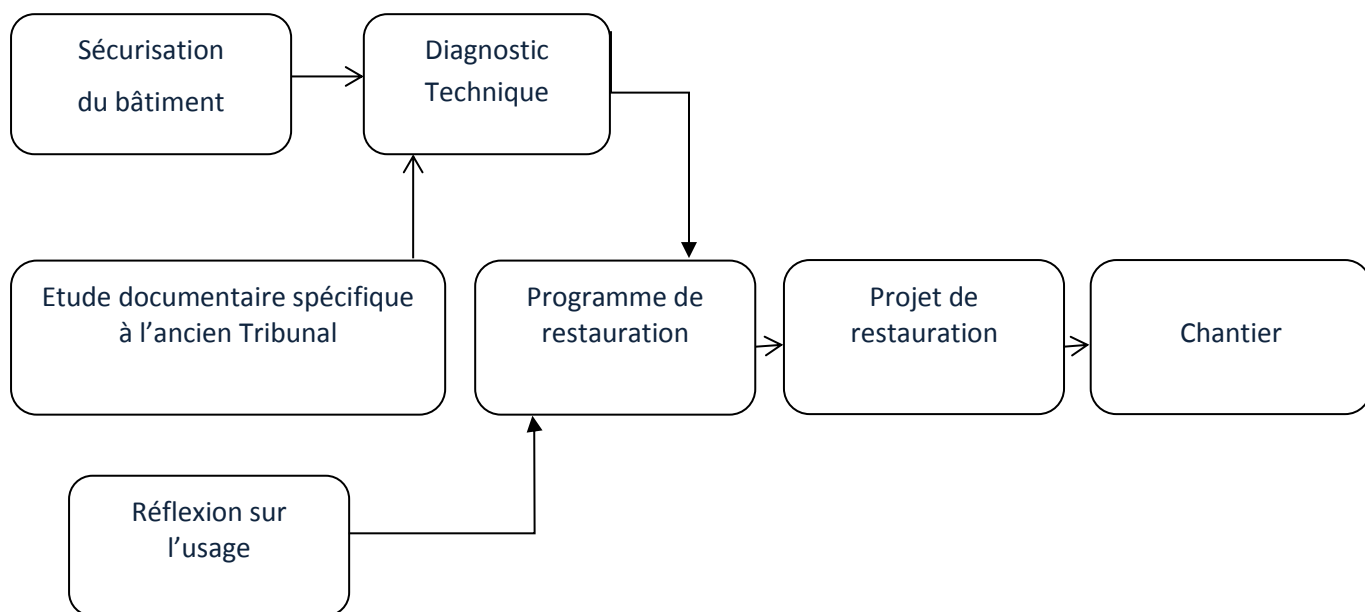 Sécurisation
du bâtiment
Diagnostic
Technique
Etude documentaire spécifique
à l’ancien Tribunal
Programme de
restauration
Projet de
restauration
Chantier
Réflexion sur
l’usage